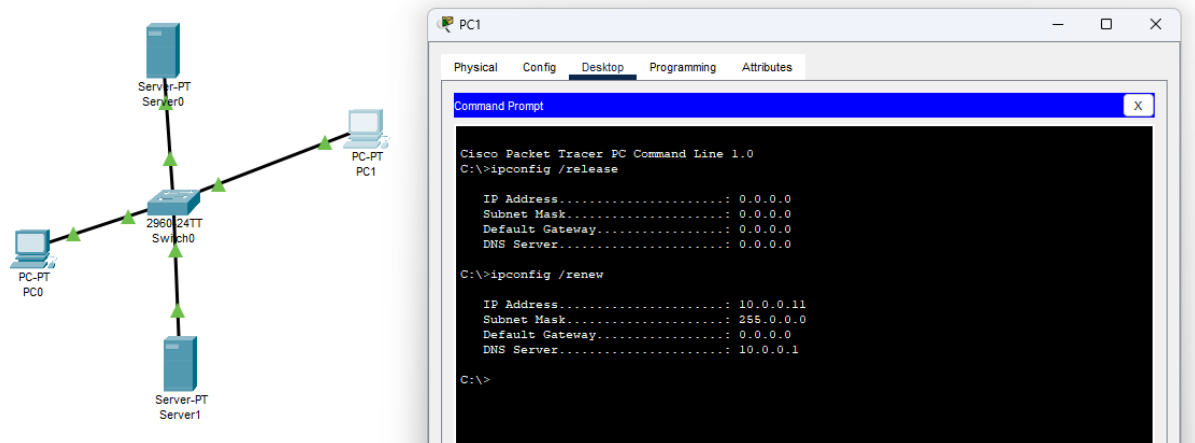 Server-PT
Server0
PC-PT
PC1
2960-24TT
Switch0
PC-PT
PC0
Server-PT
Server1
PC1
Physical Config Desktop Programming Attributes
Command Prompt
X
Cisco Packet Tracer PC Command Line 1.0
C:\>ipconfig /release
IP Address......................: 0.0.0.0
Subnet Mask.....................: 0.0.0.0
Default Gateway.................: 0.0.0.0
DNS Server......................: 0.0.0.0
C:\>ipconfig /renew
IP Address......................: 10.0.0.11
Subnet Mask.....................: 255.0.0.0
Default Gateway.................: 0.0.0.0
DNS Server......................: 10.0.0.1
C:\>